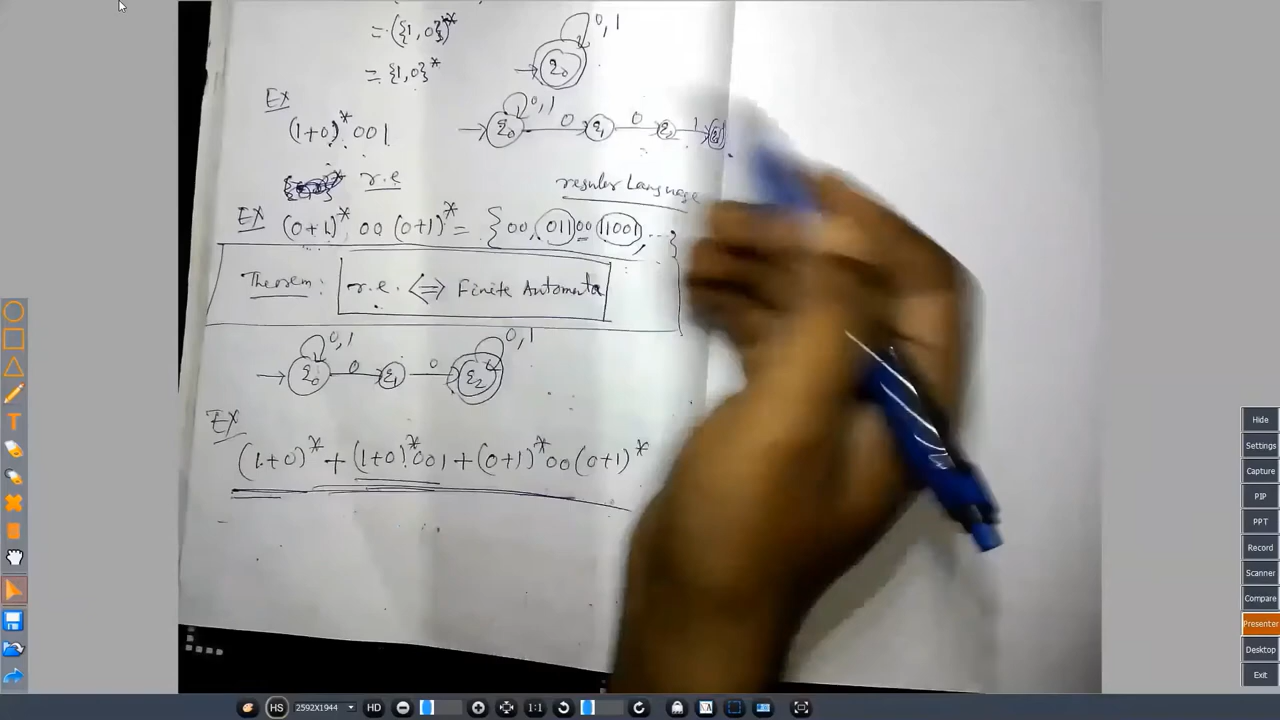 = ({1,0})*
0,1
= {1,0}*
q0
EX
(1+0)*001
0,1
q0 0 q1 0 q2 1 q3
r.e
regular Language
EX (0+1)* 00 (0+1)* = {00, 011 00 11001, ...}
Theorem: r.e. ⇔ Finite Automata
0,1 0,1
q0 0 q1 0 q2
EX
(1+0)* + (1+0)*001 + (0+1)*00(0+1)*
T
Hide
Settings
Capture
PIP
PPT
Record
Scanner
Compare
Presenter
Desktop
Exit
HS 2592X1944 HD 1:1